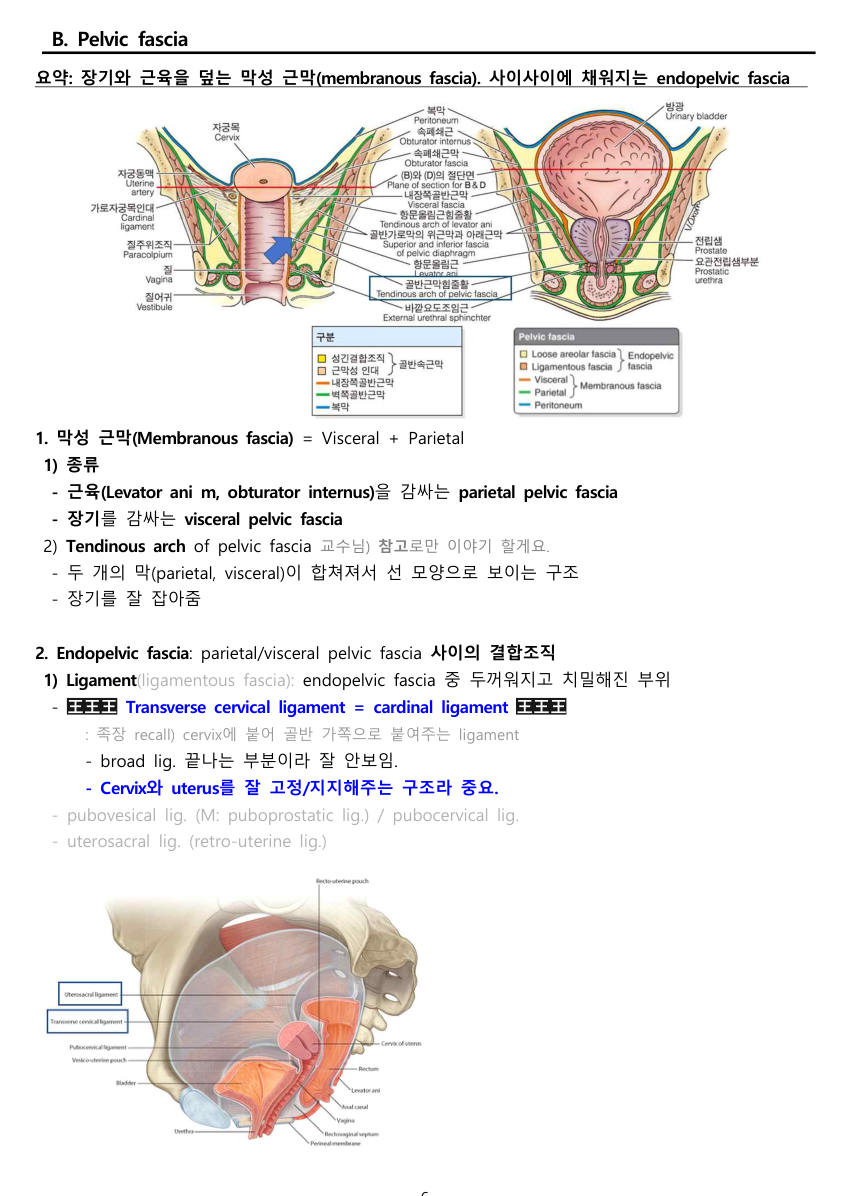 B. Pelvic fascia
요약: 장기와 근육을 덮는 막성 근막(membranous fascia). 사이사이에 채워지는 endopelvic fascia
자궁목
Cervix
자궁동맥
Uterine
artery
가로자궁목인대
Cardinal
ligament
질주위조직
Paracolpium
질
Vagina
질어귀
Vestibule
복막
Peritoneum
속폐쇄근
Obturator internus
속폐쇄근막
Obturator fascia
(B)와 (D)의 절단면
Plane of section for B & D
내장쪽골반근막
Visceral fascia
항문올림근힘줄활
Tendinous arch of levator ani
골반가로막의 위근막과 아래근막
Superior and inferior fascia
of pelvic diaphragm
항문올림근
Levator ani
골반근막힘줄활
Tendinous arch of pelvic fascia
바깥요도조임근
External urethral sphinchter
방광
Urinary bladder
전립샘
Prostate
요관전립샘부분
Prostatic
urethra
구분
성긴결합조직
근막성 인대
골반속근막
내장쪽골반근막
벽쪽골반근막
복막
Pelvic fascia
Loose areolar fascia
Ligamentous fascia
Endopelvic
fascia
Visceral
Parietal
Membranous fascia
Peritoneum
1. 막성 근막(Membranous fascia) = Visceral + Parietal
1) 종류
- 근육(Levator ani m, obturator internus)을 감싸는 parietal pelvic fascia
- 장기를 감싸는 visceral pelvic fascia
2) Tendinous arch of pelvic fascia 교수님) 참고로만 이야기 할게요.
- 두 개의 막(parietal, visceral)이 합쳐져서 선 모양으로 보이는 구조
- 장기를 잘 잡아줌
2. Endopelvic fascia: parietal/visceral pelvic fascia 사이의 결합조직
1) Ligament(ligamentous fascia): endopelvic fascia 중 두꺼워지고 치밀해진 부위
- 王王王 Transverse cervical ligament = cardinal ligament 王王王
: 족장 recall) cervix에 붙어 골반 가쪽으로 붙여주는 ligament
- broad lig. 끝나는 부분이라 잘 안보임.
- Cervix와 uterus를 잘 고정/지지해주는 구조라 중요.
- pubovesical lig. (M: puboprostatic lig.) / pubocervical lig.
- uterosacral lig. (retro-uterine lig.)
Recto-uterine pouch
Uterosacral ligament
Transverse cervical ligament
Pubocervical ligament
Vesico-uterine pouch
Bladder
Urethra
Cervix of uterus
Rectum
Levator ani
Anal canal
Vagina
Rectovaginal septum
Perineal membrane